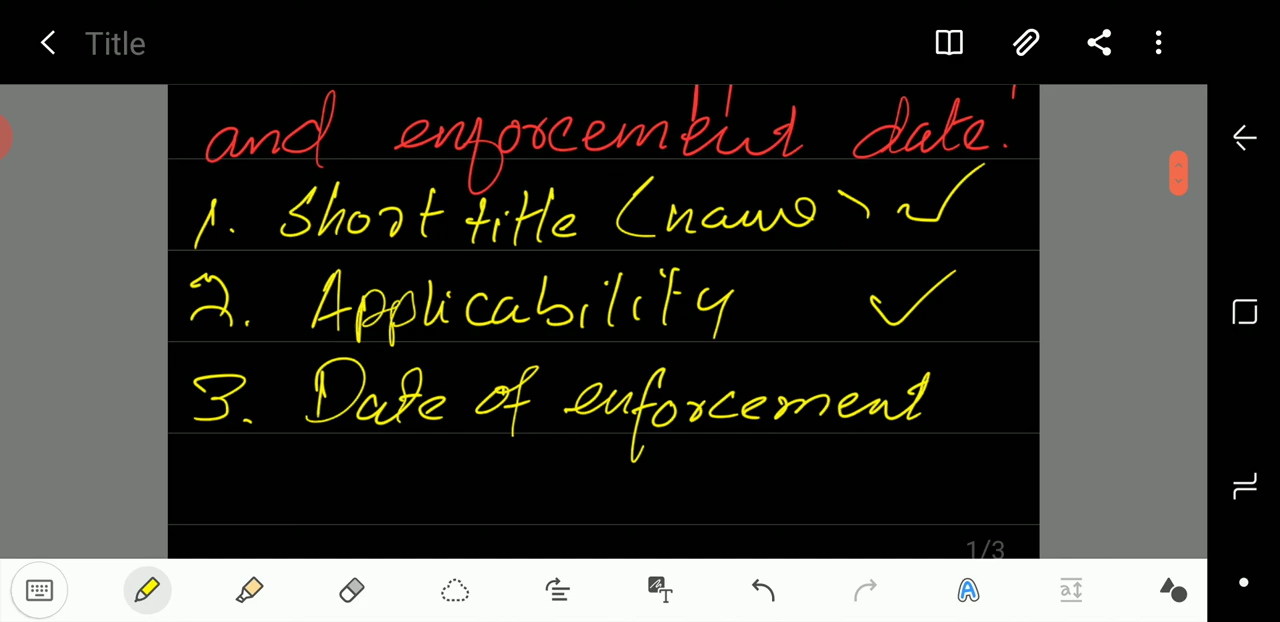 Title
and enforcement date!
1. Short title (name) ✓
2. Applicability ✓
3. Date of enforcement
1/3